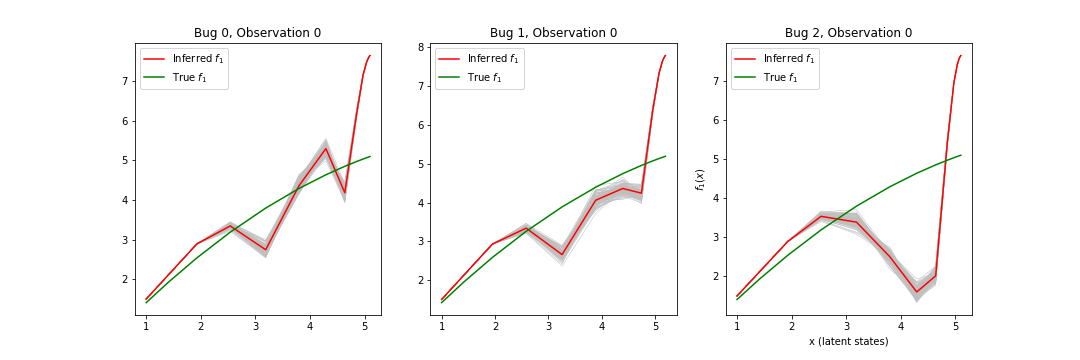 Bug 0, Observation 0
Inferred f₁
True f₁
7
6
5
4
3
2
1 2 3 4 5
Bug 1, Observation 0
Inferred f₁
True f₁
8
7
6
5
4
3
2
1 2 3 4 5
Bug 2, Observation 0
Inferred f₁
True f₁
f₁(x)
7
6
5
4
3
2
1 2 3 4 5
x (latent states)